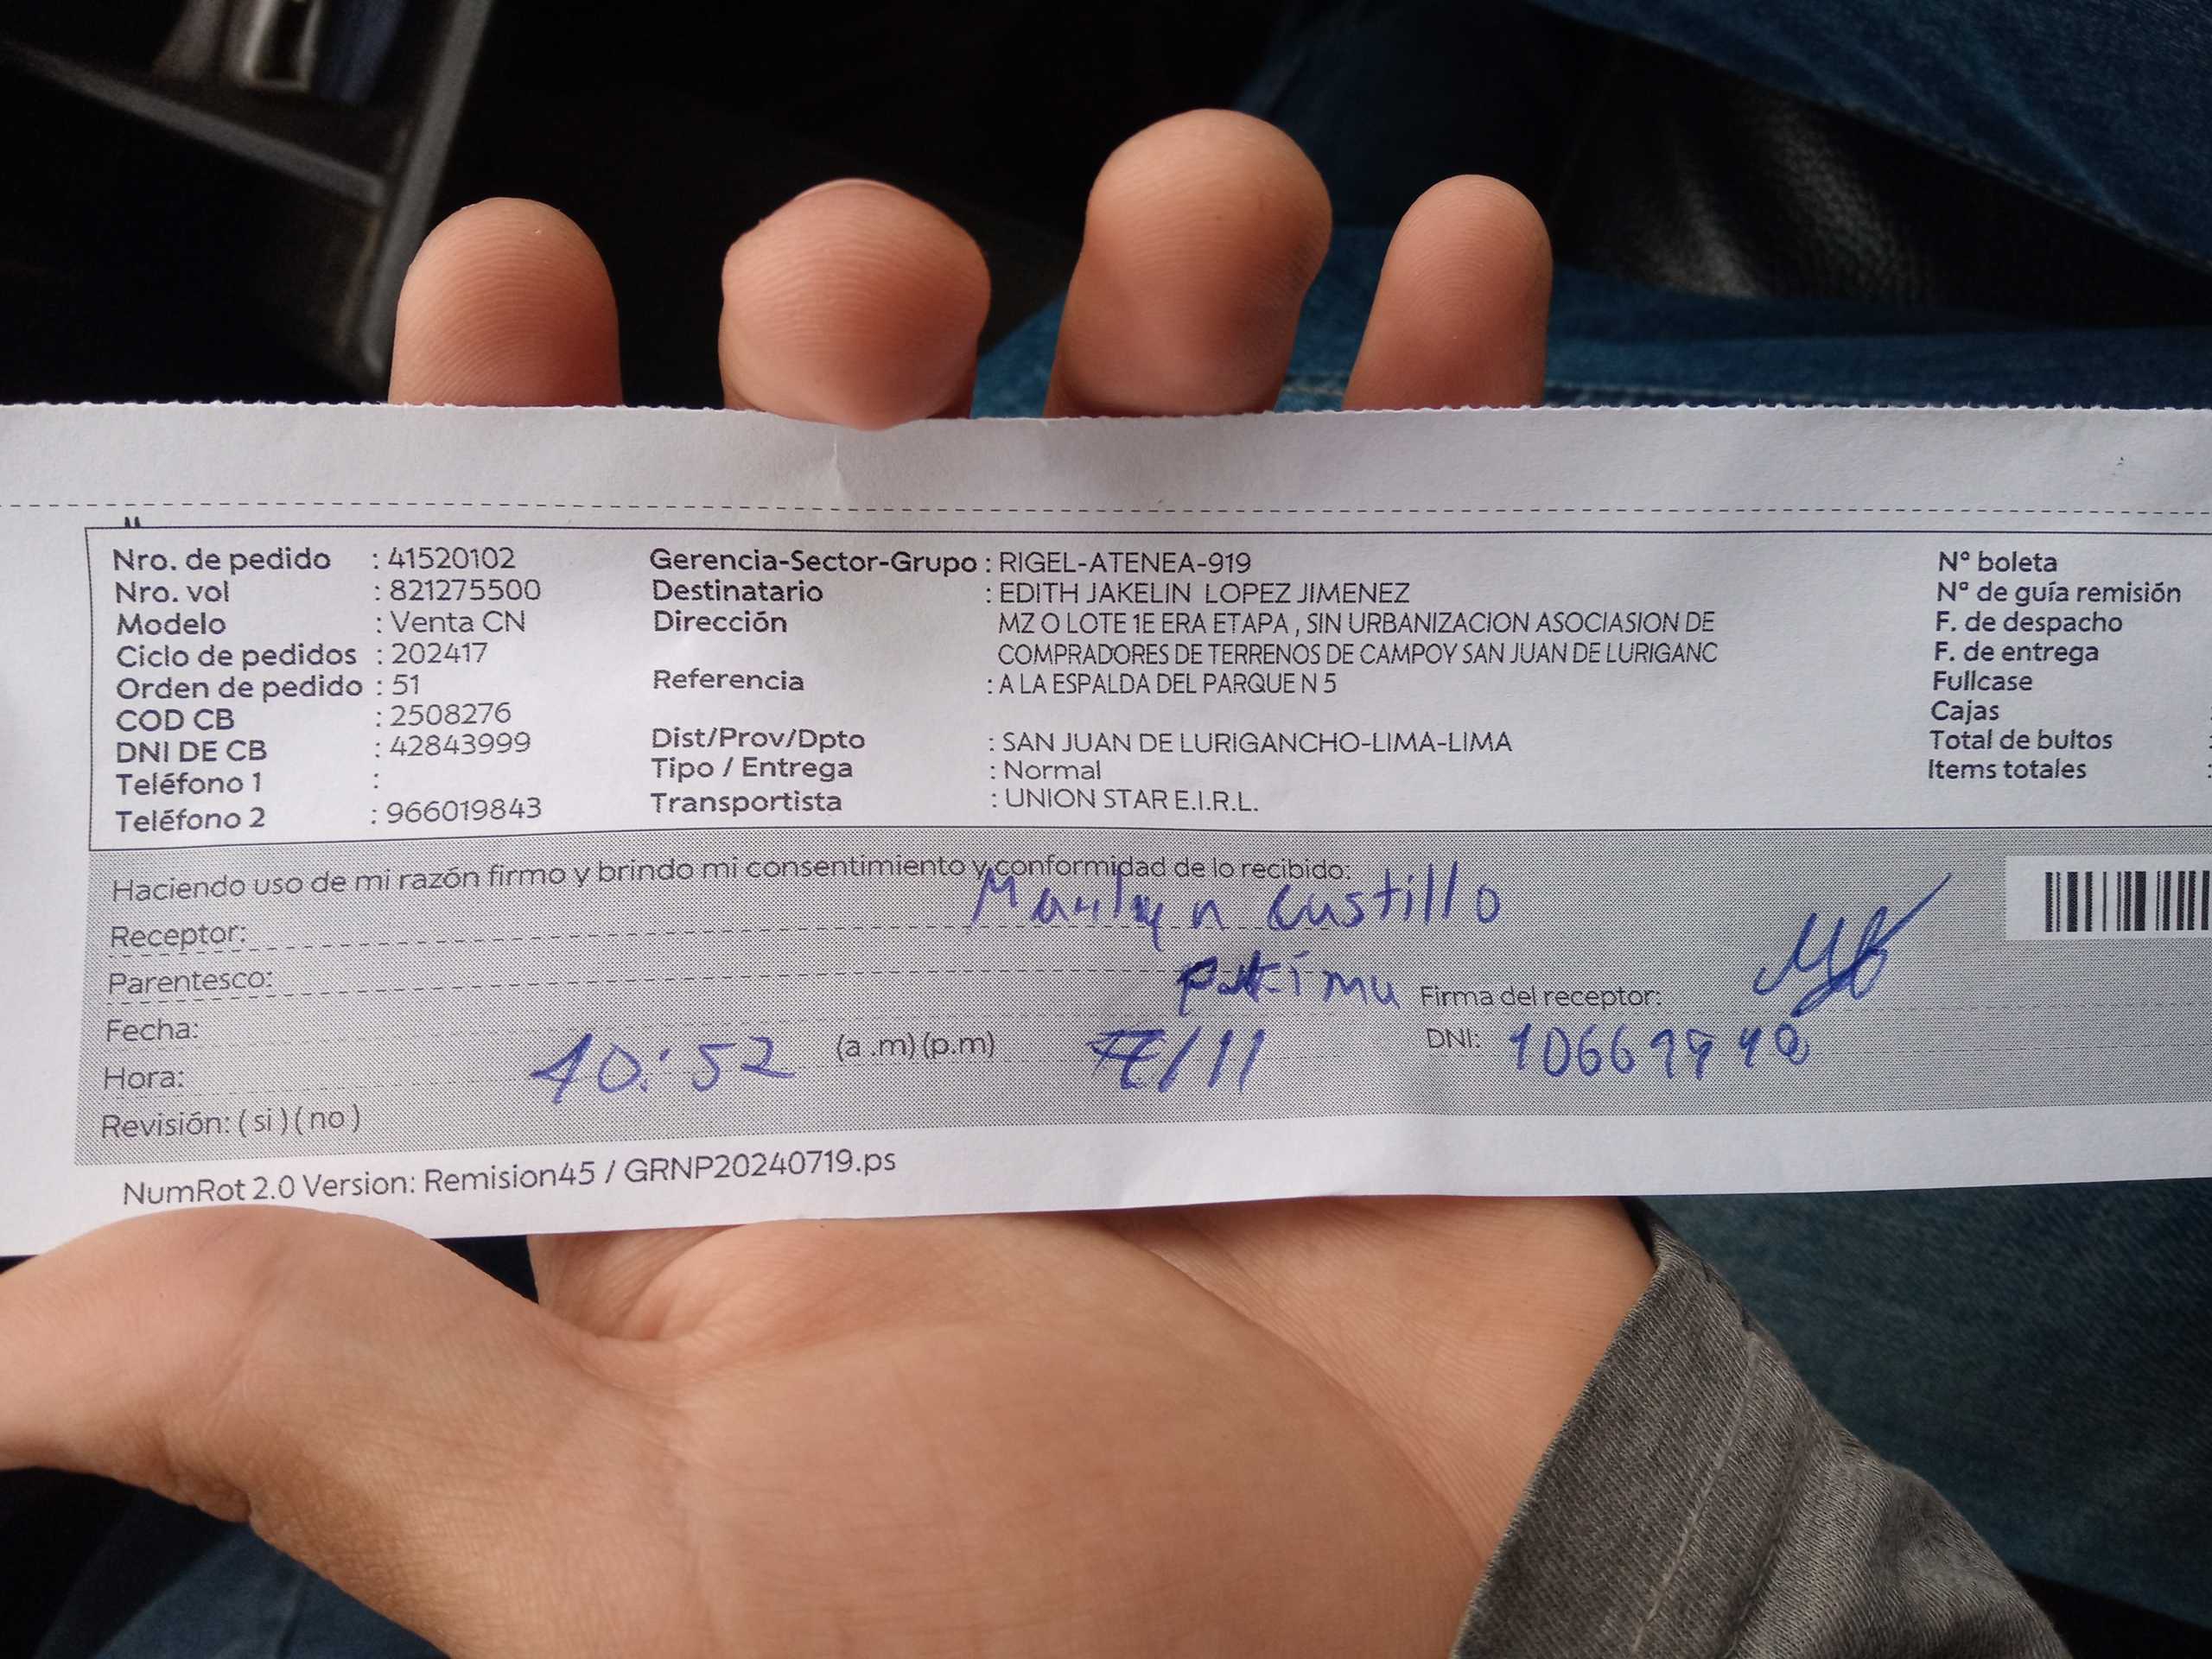 Nro. de pedido : 41520102
Nro. vol : 821275500
Modelo : Venta CN
Ciclo de pedidos : 202417
Orden de pedido : 51
COD CB : 2508276
DNI DE CB : 42843999
Teléfono 1 :
Teléfono 2 : 966019843
Gerencia-Sector-Grupo : RIGEL-ATENEA-919
Destinatario : EDITH JAKELIN LOPEZ JIMENEZ
Dirección MZ O LOTE 1E ERA ETAPA , SIN URBANIZACION ASOCIASION DE
COMPRADORES DE TERRENOS DE CAMPOY SAN JUAN DE LURIGANC
Referencia : A LA ESPALDA DEL PARQUE N 5
Dist/Prov/Dpto : SAN JUAN DE LURIGANCHO-LIMA-LIMA
Tipo / Entrega : Normal
Transportista : UNION STAR E.I.R.L.
Nº boleta
Nº de guía remisión
F. de despacho
F. de entrega
Fullcase
Cajas
Total de bultos :
Items totales :
Haciendo uso de mi razón firmo y brindo mi consentimiento y conformidad de lo recibido:
Receptor: Castillo
Parentesco:
Firma del receptor:
Fecha: 7/11
Hora: 10:52 (a .m) (p.m)
DNI:
Revisión: ( si ) ( no )
NumRot 2.0 Version: Remision45 / GRNP20240719.ps